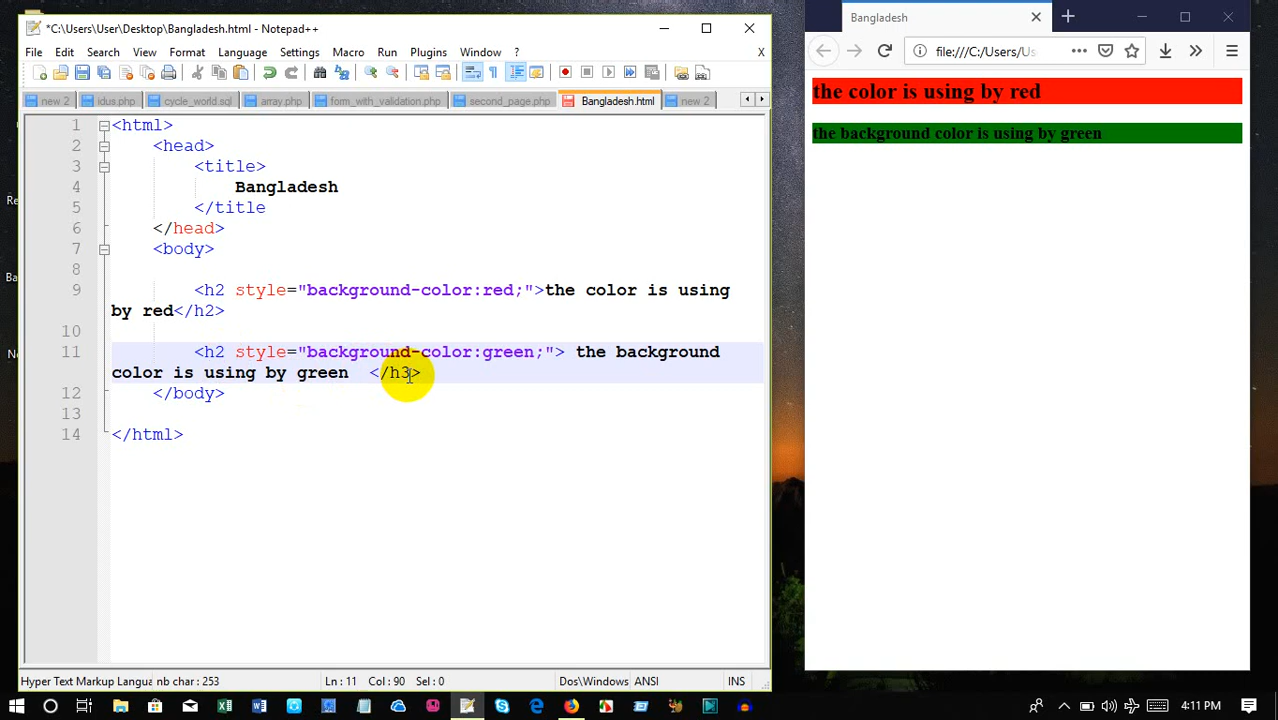 *C:\Users\User\Desktop\Bangladesh.html - Notepad++
File Edit Search View Encoding Language Settings Macro Run Plugins Window ? X
new 2 idus.php cycle_world.sql array.php form_with_validation.php second_page.php Bangladesh.html new 2
1 <html>
2 <head>
3 <title>
4 Bangladesh
5 </title
6 </head>
7 <body>
8
9 <h2 style="background-color:red;">the color is using
by red</h2>
10
11 <h2 style="background-color:green;"> the background
color is using by green </h3>
12 </body>
13
14 </html>
Hyper Text Markup Langua nb char : 253 Ln : 11 Col : 90 Sel : 0 Dos\Windows ANSI INS
Bangladesh
file:///C:/Users/Us
the color is using by red
the background color is using by green
4:11 PM